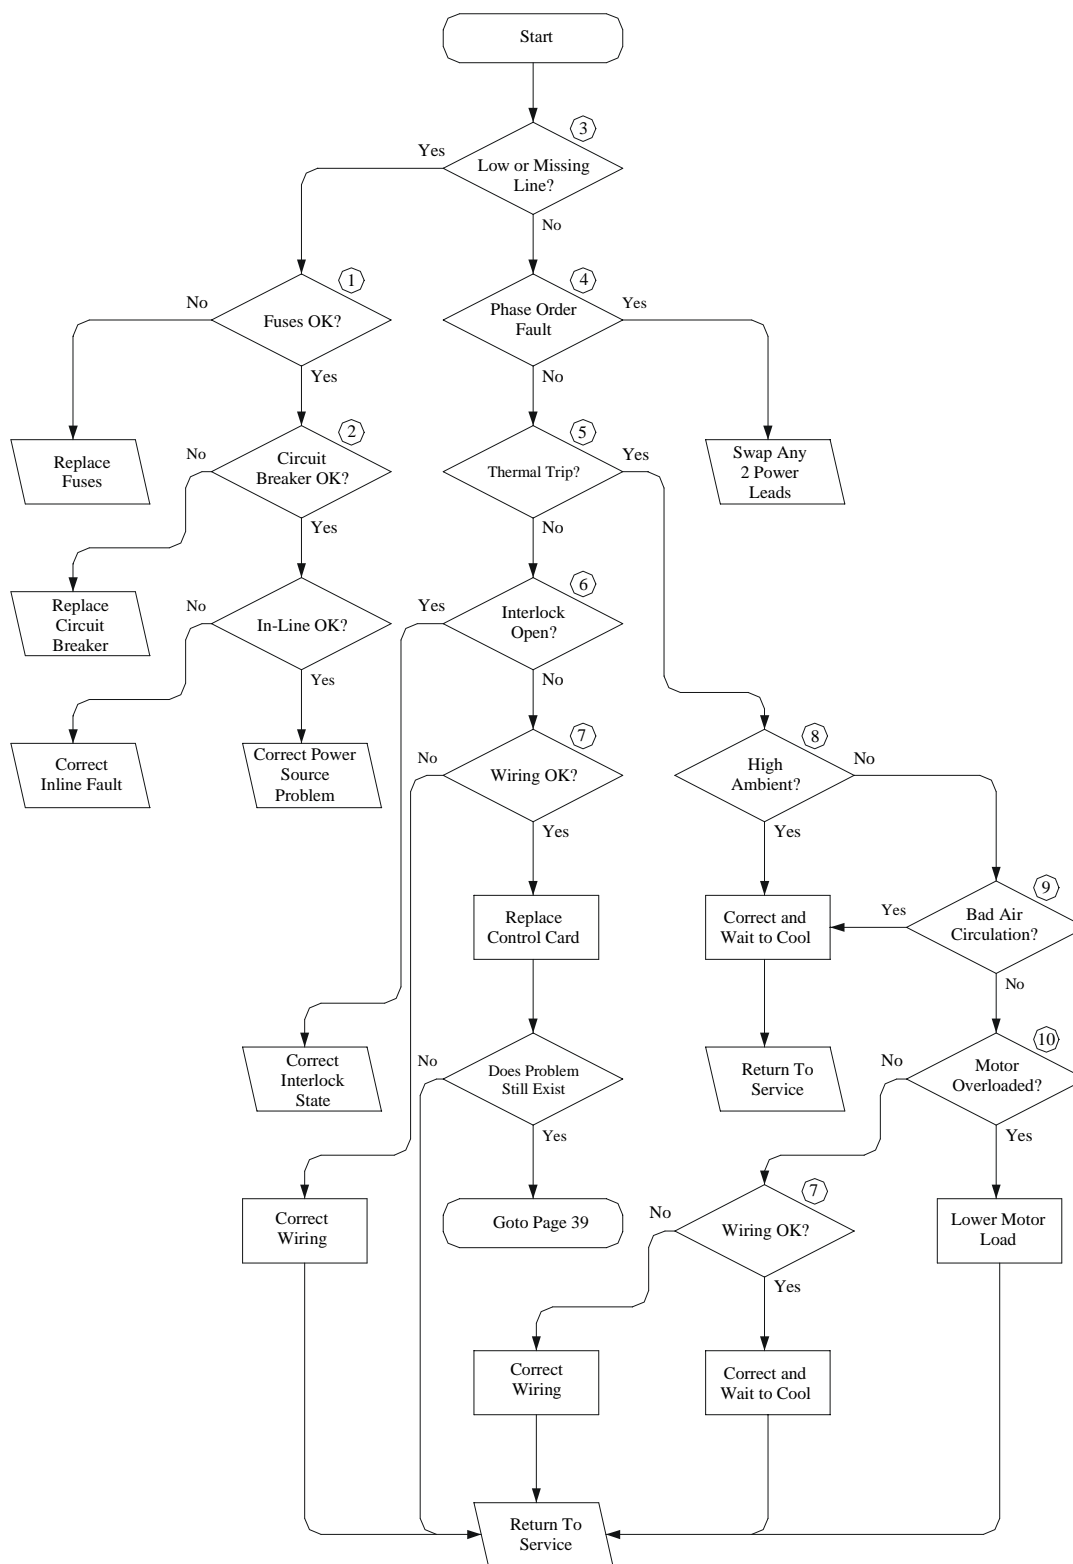 Start
3
Yes
Low or Missing
Line?
No
1
4
No
Yes
Fuses OK?
Phase Order
Fault
Yes
No
2
5
Replace
Fuses
No
Circuit
Breaker OK?
Thermal Trip?
Yes
Swap Any
2 Power
Leads
Yes
No
6
Replace
Circuit
Breaker
No
In-Line OK?
Yes
Interlock
Open?
Yes
No
7
8
Correct
Inline Fault
Correct Power
Source
Problem
No
Wiring OK?
High
Ambient?
No
Yes
Yes
9
Replace
Control Card
Correct and
Wait to Cool
Yes
Bad Air
Circulation?
No
10
Correct
Interlock
State
No
Does Problem
Still Exist
Return To
Service
No
Motor
Overloaded?
Yes
Yes
7
Correct
Wiring
Goto Page 39
No
Wiring OK?
Lower Motor
Load
Yes
Correct
Wiring
Correct and
Wait to Cool
Return To
Service